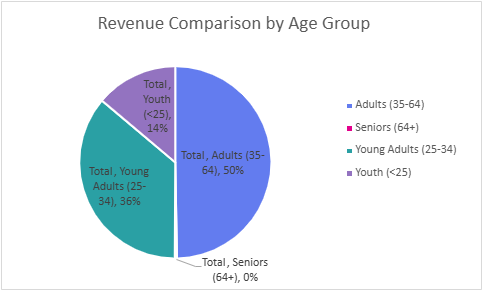 Revenue Comparison by Age Group
Total, Youth
(<25),
14%
Total, Adults (35-
64), 50%
Total, Young
Adults (25-
34), 36%
Total, Seniors
(64+), 0%
Adults (35-64)
Seniors (64+)
Young Adults (25-34)
Youth (<25)